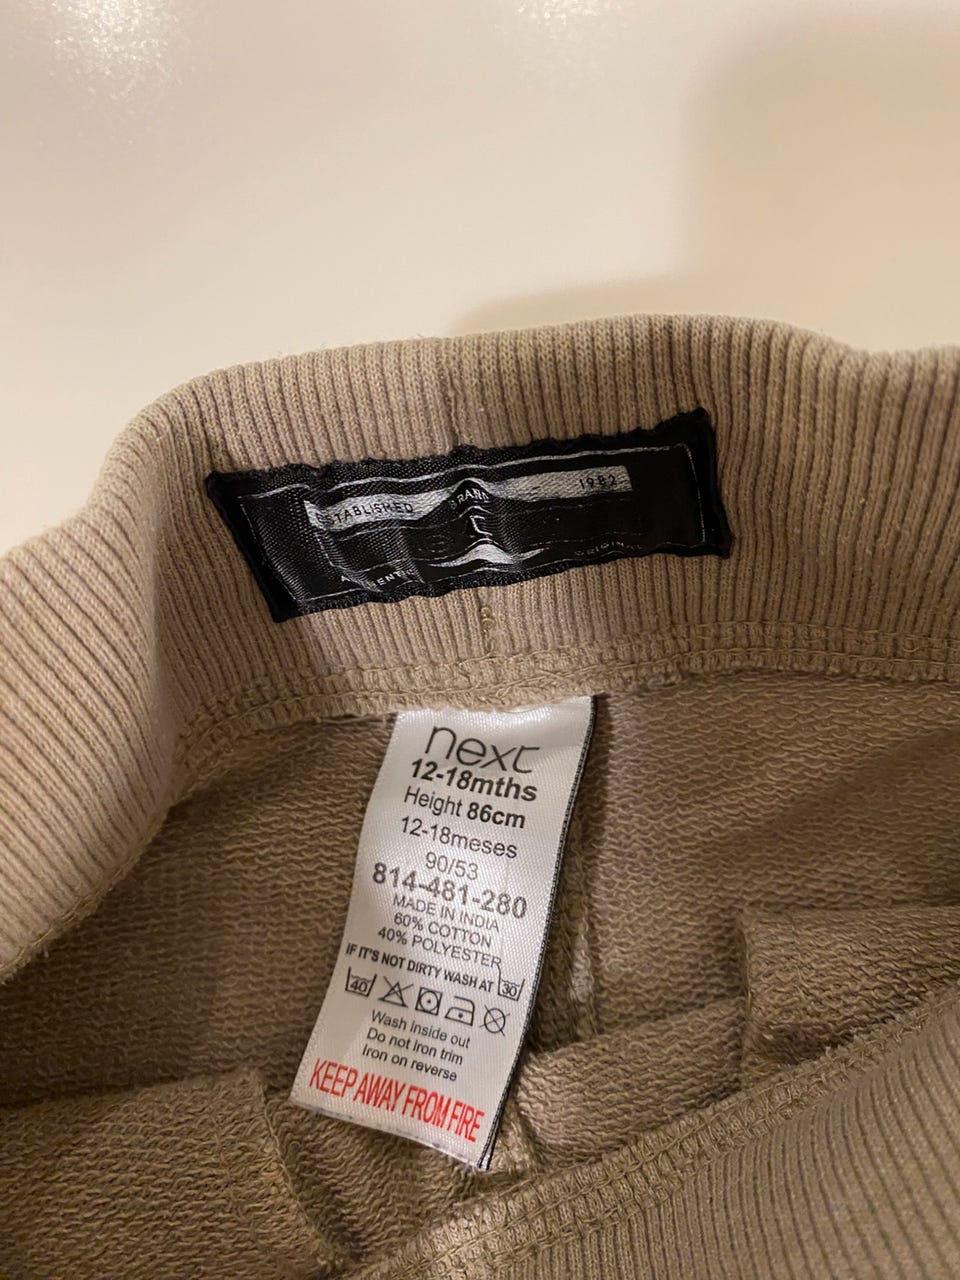 ESTABLISHED BRAND 1982
AUTHENTIC ORIGINAL
next
12-18mths
Height 86cm
12-18meses
90/53
814-481-280
MADE IN INDIA
60% COTTON
40% POLYESTER
IF IT'S NOT DIRTY WASH AT 30
40
Wash inside out
Do not iron trim
Iron on reverse
KEEP AWAY FROM FIRE